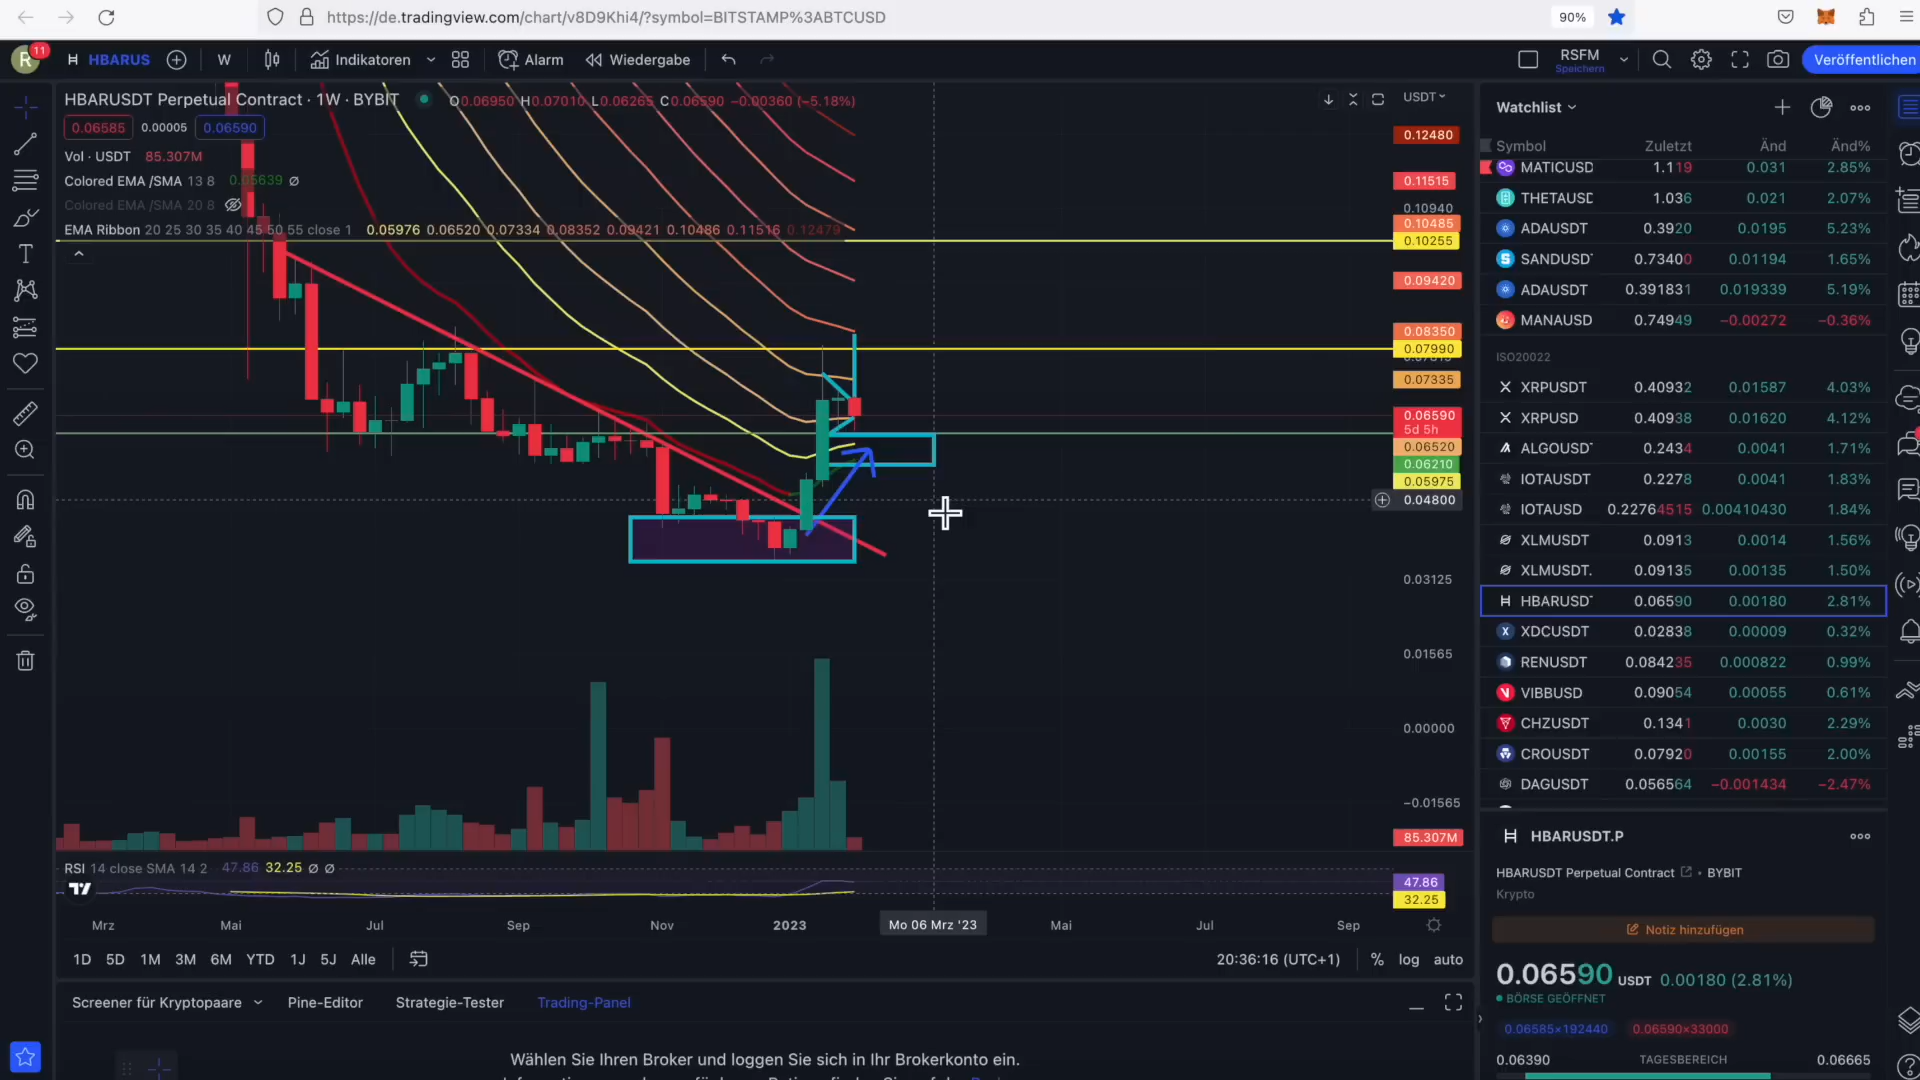 https://de.tradingview.com/chart/v8D9Khi4/?symbol=BITSTAMP%3ABTCUSD
90%
R
11
HBARUS
W
Indikatoren
Alarm
Wiedergabe
RSFM
Speichern
Veröffentlichen
HBARUSDT Perpetual Contract · 1W · BYBIT
O0.06950 H0.07010 L0.06265 C0.06590 −0.00360 (−5.18%)
0.06585
0.00005
0.06590
Vol · USDT 85.307M
Colored EMA /SMA 13 8 0.05639 ∅
Colored EMA /SMA 20 8
EMA Ribbon 20 25 30 35 40 45 50 55 close 1 0.05976 0.06520 0.07334 0.08352 0.09421 0.10486 0.11516 0.12479
USDT
0.12480
0.11515
0.10940
0.10485
0.10255
0.09420
0.08350
0.07990
0.07335
0.06590
5d 5h
0.06520
0.06210
0.05975
0.04800
0.03125
0.01565
0.00000
−0.01565
85.307M
RSI 14 close SMA 14 2 47.86 32.25 ∅ ∅
47.86
32.25
Mrz
Mai
Jul
Sep
Nov
2023
Mo 06 Mrz '23
Mai
Jul
Sep
1D 5D 1M 3M 6M YTD 1J 5J Alle
20:36:16 (UTC+1)
% log auto
Screener für Kryptopaare
Pine-Editor
Strategie-Tester
Trading-Panel
Wählen Sie Ihren Broker und loggen Sie sich in Ihr Brokerkonto ein.
Watchlist
Symbol Zuletzt Änd Änd%
MATICUSD 1.119 0.031 2.85%
THETAUSD 1.036 0.021 2.07%
ADAUSDT 0.3920 0.0195 5.23%
SANDUSD 0.73400 0.01194 1.65%
ADAUSDT 0.391831 0.019339 5.19%
MANAUSD 0.74949 −0.00272 −0.36%
ISO20022
XRPUSDT 0.40932 0.01587 4.03%
XRPUSD 0.40938 0.01620 4.12%
ALGOUSD 0.2434 0.0041 1.71%
IOTAUSDT 0.2278 0.0041 1.83%
IOTAUSD 0.22764515 0.00410430 1.84%
XLMUSDT 0.0913 0.0014 1.56%
XLMUSDT. 0.09135 0.00135 1.50%
HBARUSD 0.06590 0.00180 2.81%
XDCUSDT 0.02838 0.00009 0.32%
RENUSDT 0.084235 0.000822 0.99%
VIBBUSD 0.09054 0.00055 0.61%
CHZUSDT 0.1341 0.0030 2.29%
CROUSDT 0.07920 0.00155 2.00%
DAGUSDT 0.056564 −0.001434 −2.47%
HBARUSDT.P
HBARUSDT Perpetual Contract • BYBIT
Krypto
Notiz hinzufügen
0.06590 USDT 0.00180 (2.81%)
BÖRSE GEÖFFNET
0.06585×192440 0.06590×33000
0.06390 TAGESBEREICH 0.06665